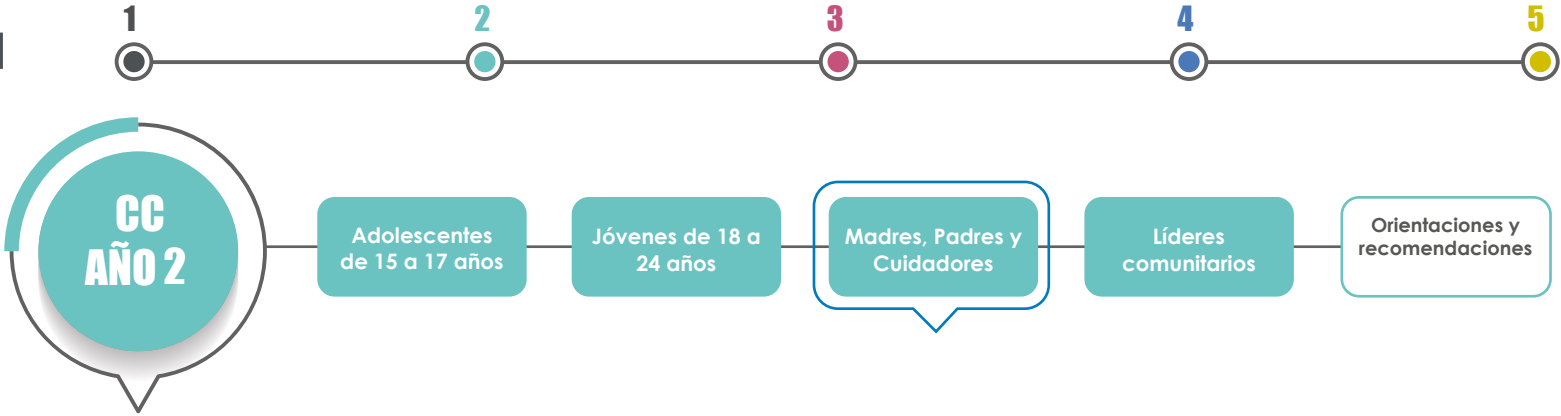 1
2
3
4
5
CC
AÑO 2
Adolescentes
de 15 a 17 años
Jóvenes de 18 a
24 años
Madres, Padres y
Cuidadores
Líderes
comunitarios
Orientaciones y
recomendaciones